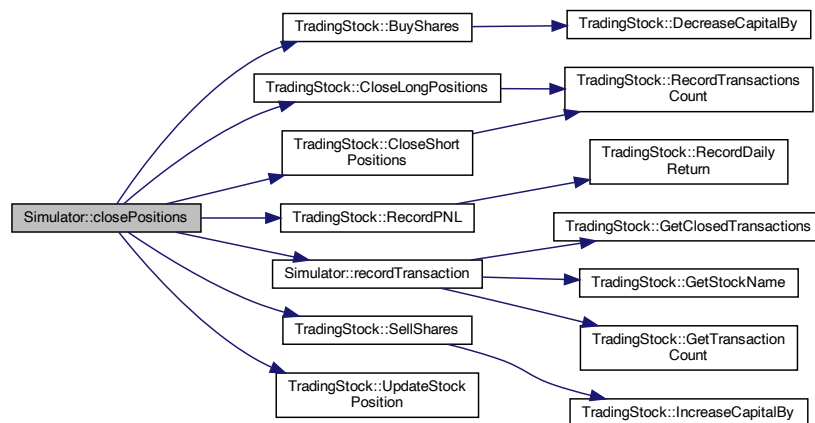 TradingStock::BuyShares
TradingStock::DecreaseCapitalBy
TradingStock::CloseLongPositions
TradingStock::RecordTransactions
Count
TradingStock::CloseShort
Positions
TradingStock::RecordDaily
Return
Simulator::closePositions
TradingStock::RecordPNL
TradingStock::GetClosedTransactions
Simulator::recordTransaction
TradingStock::GetStockName
TradingStock::SellShares
TradingStock::GetTransaction
Count
TradingStock::UpdateStock
Position
TradingStock::IncreaseCapitalBy